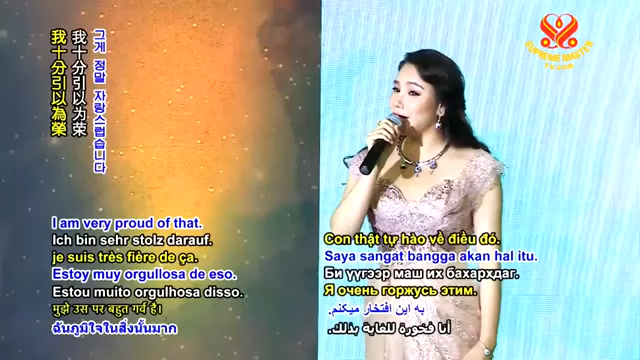 我十分引以為榮
我十分引以为荣
그게 정말 자랑스럽습니다
SUPREME MASTER
TV.COM
I am very proud of that.
Ich bin sehr stolz darauf.
je suis très fière de ça.
Estoy muy orgullosa de eso.
Estou muito orgulhosa disso.
मुझे उस पर बहुत गर्व है।
ฉันภูมิใจในสิ่งนั้นมาก
Con thật tự hào về điều đó.
Saya sangat bangga akan hal itu.
Би үүгээр маш их бахархдаг.
Я очень горжусь этим.
به این افتخار میکنم.
أنا فخورة للغاية بذلك.